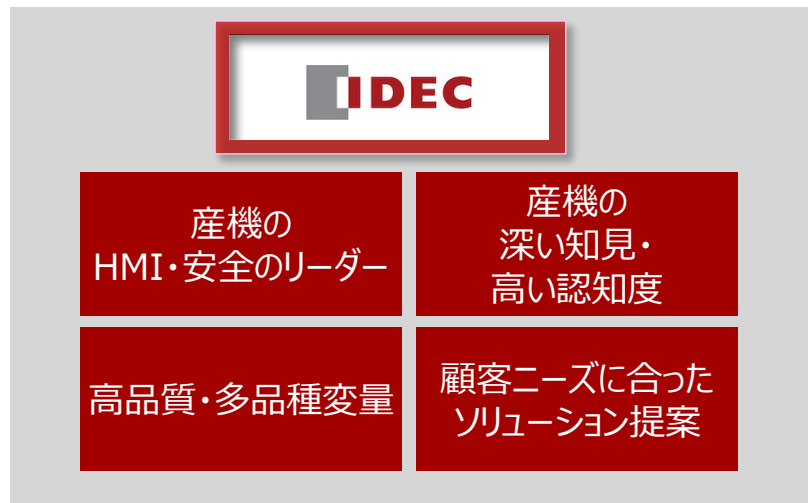 IDEC
産機の
HMI・安全のリーダー
産機の
深い知見・
高い認知度
高品質・多品種変量
顧客ニーズに合った
ソリューション提案